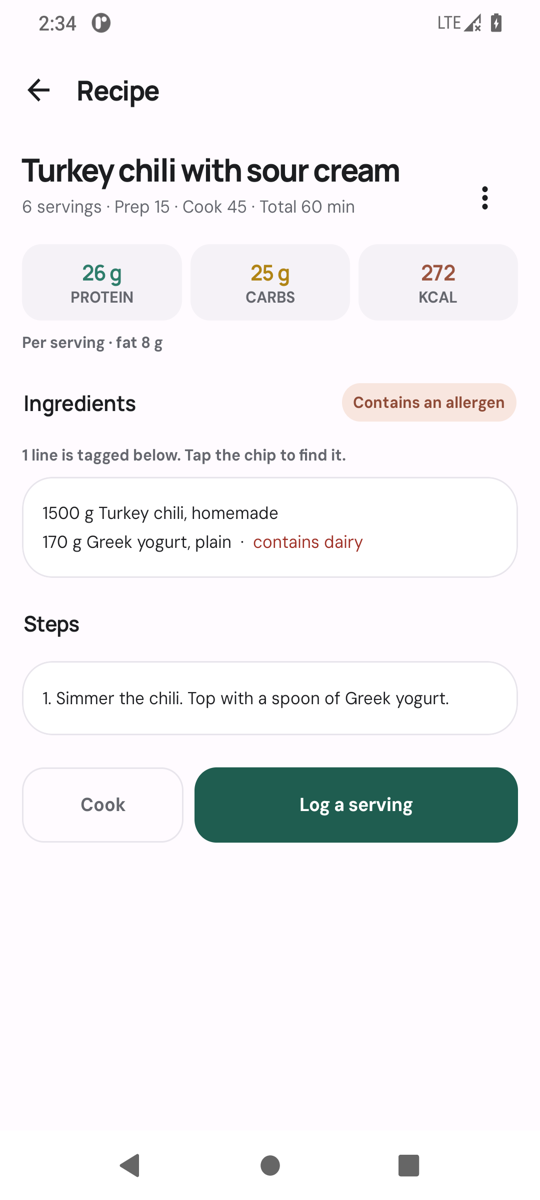 2:34
LTE
Recipe
Turkey chili with sour cream
6 servings · Prep 15 · Cook 45 · Total 60 min
26 g
PROTEIN
25 g
CARBS
272
KCAL
Per serving · fat 8 g
Ingredients
Contains an allergen
1 line is tagged below. Tap the chip to find it.
1500 g Turkey chili, homemade
170 g Greek yogurt, plain · contains dairy
Steps
1. Simmer the chili. Top with a spoon of Greek yogurt.
Cook
Log a serving